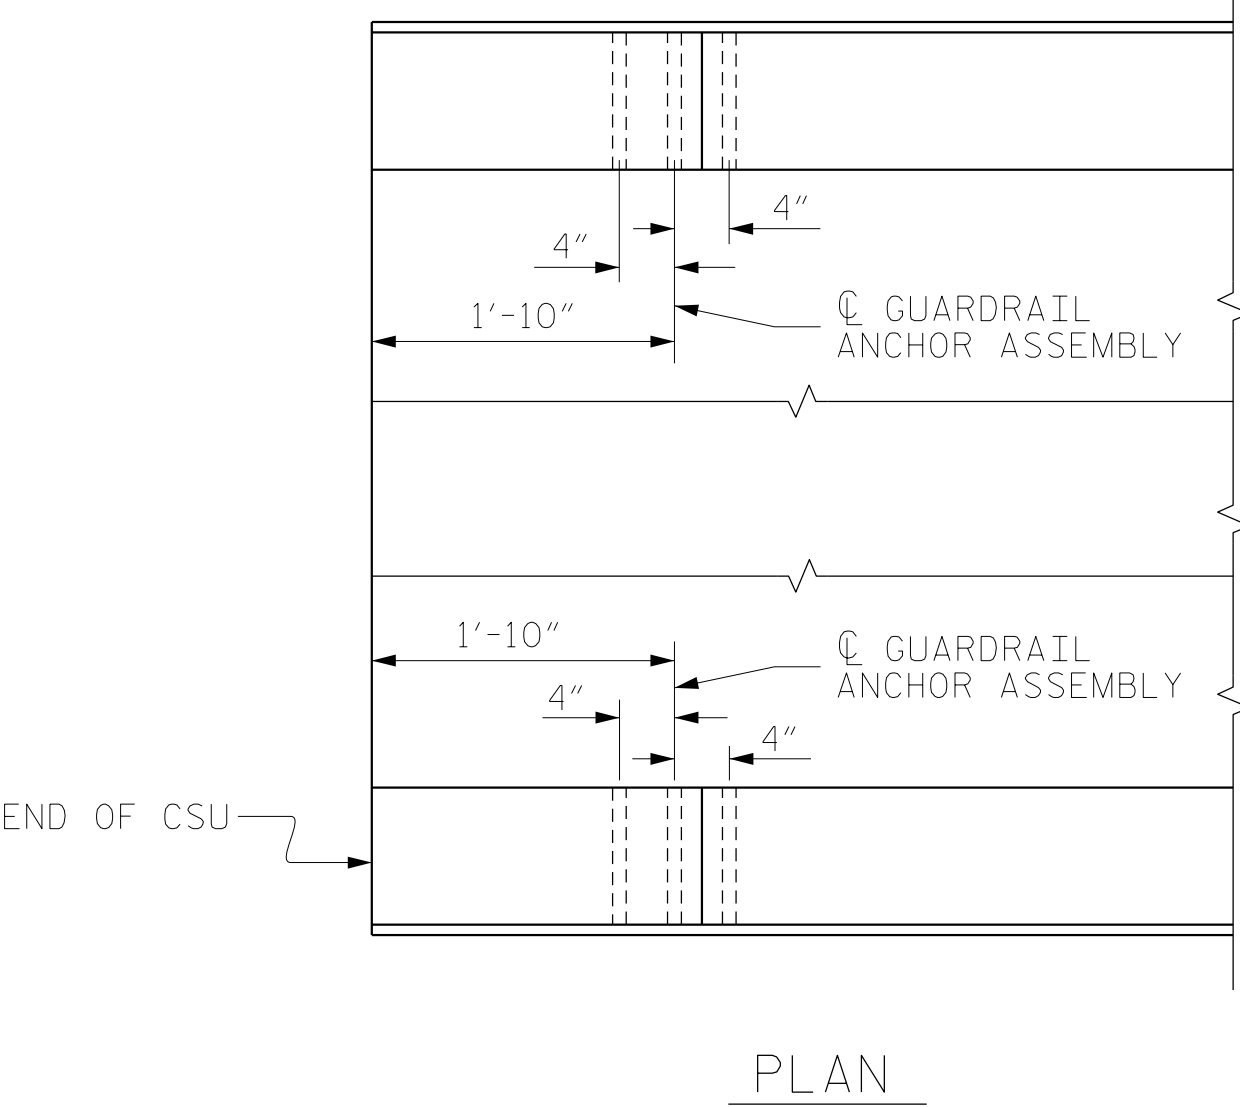 4"
4"
1'-10"
℄ GUARDRAIL
ANCHOR ASSEMBLY
1'-10"
℄ GUARDRAIL
ANCHOR ASSEMBLY
4"
4"
END OF CSU
PLAN